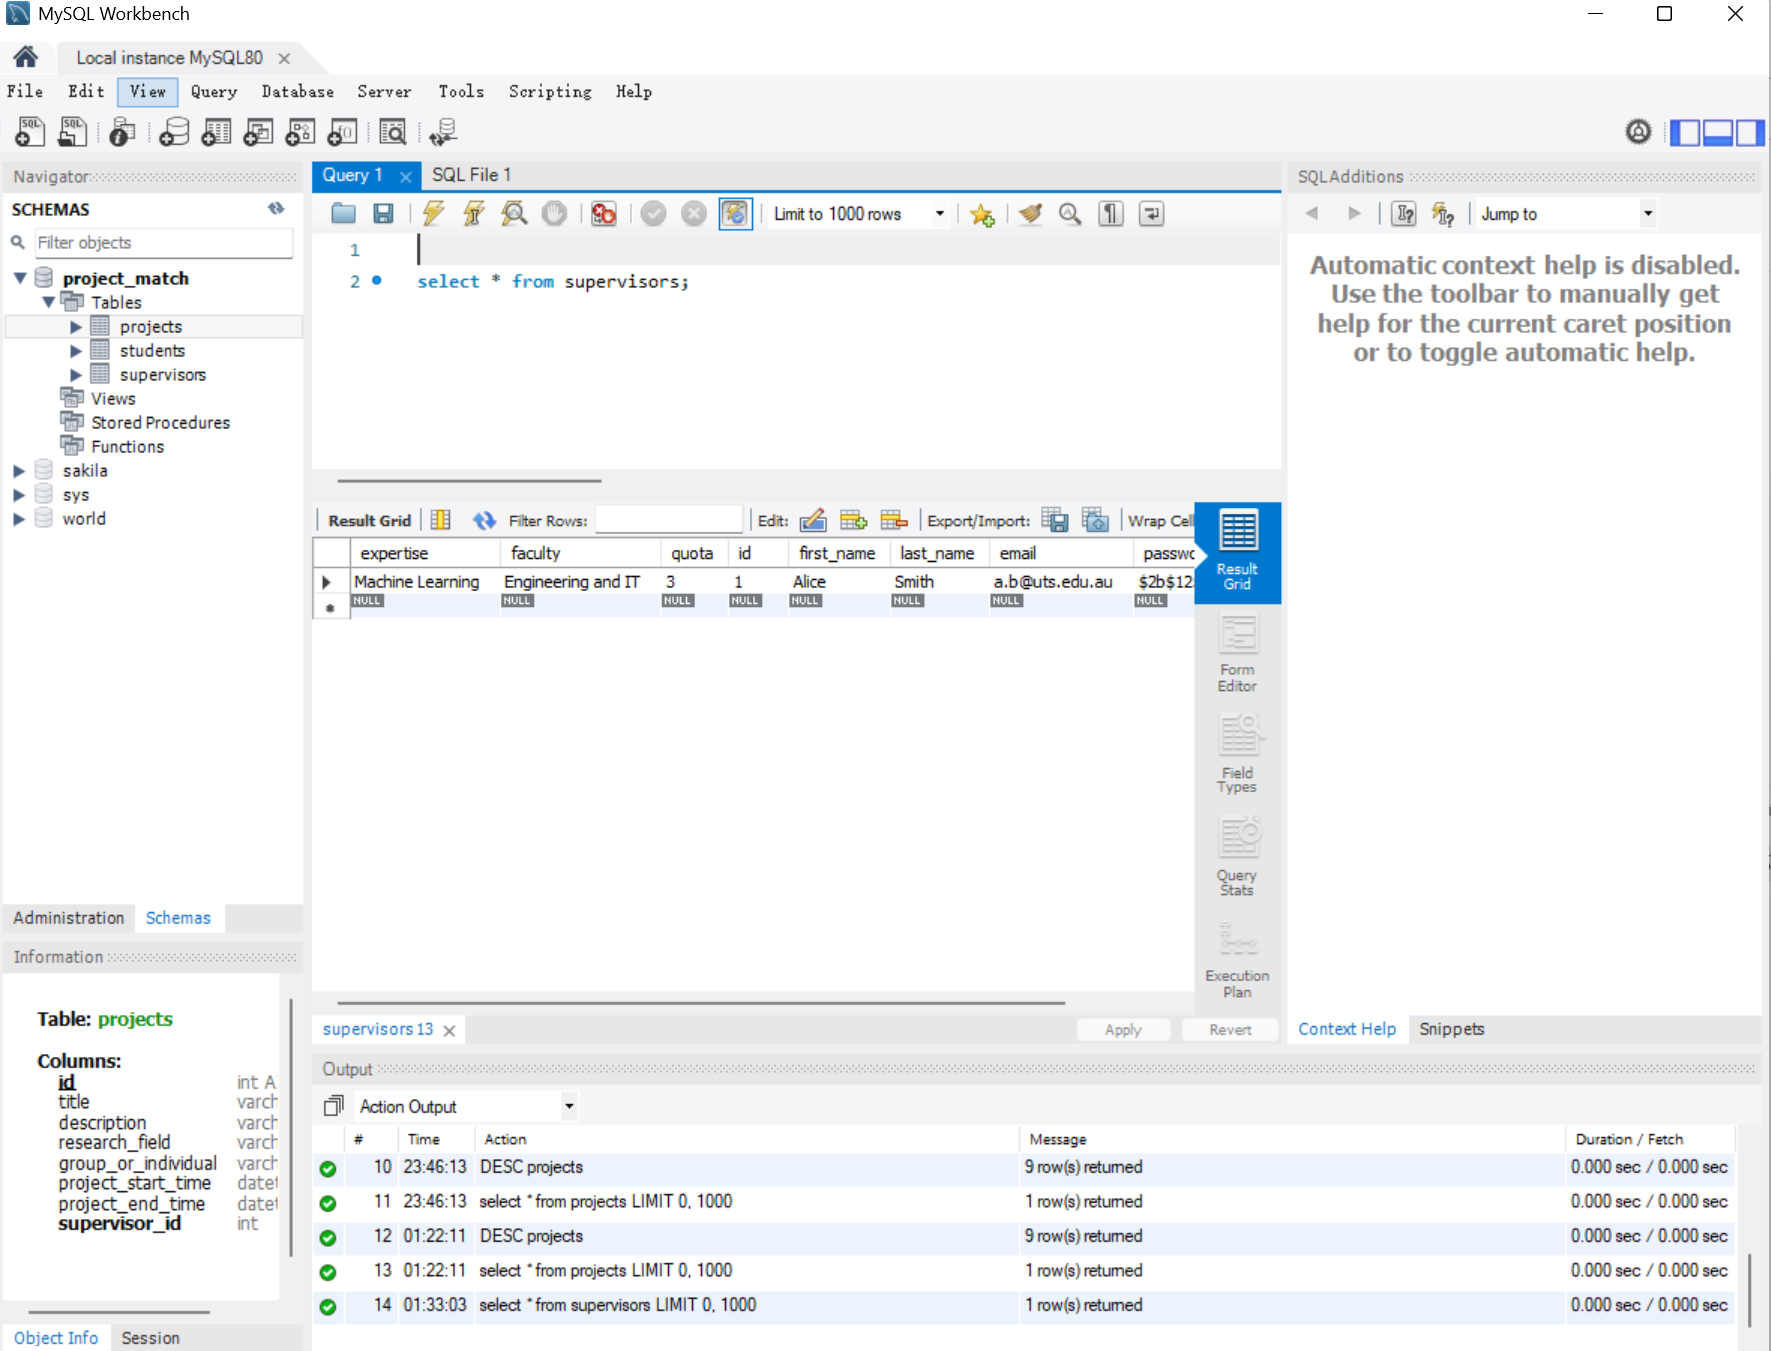 MySQL Workbench
Local instance MySQL80
File Edit View Query Database Server Tools Scripting Help
Navigator
SCHEMAS
Filter objects
project_match
Tables
projects
students
supervisors
Views
Stored Procedures
Functions
sakila
sys
world
Administration Schemas
Information
Table: projects
Columns:
id int A
title varch
description varch
research_field varch
group_or_individual varch
project_start_time datet
project_end_time datet
supervisor_id int
Object Info Session
Query 1 SQL File 1
Limit to 1000 rows
1
2 select * from supervisors;
Result Grid Filter Rows: Edit: Export/Import: Wrap Cell
expertise faculty quota id first_name last_name email passwo
Machine Learning Engineering and IT 3 1 Alice Smith a.b@uts.edu.au $2b$12
NULL NULL NULL NULL NULL NULL NULL NULL
Result
Grid
Form
Editor
Field
Types
Query
Stats
Execution
Plan
supervisors 13 Apply Revert
SQLAdditions
Jump to
Automatic context help is disabled.
Use the toolbar to manually get
help for the current caret position
or to toggle automatic help.
Context Help Snippets
Output
Action Output
# Time Action Message Duration / Fetch
10 23:46:13 DESC projects 9 row(s) returned 0.000 sec / 0.000 sec
11 23:46:13 select * from projects LIMIT 0, 1000 1 row(s) returned 0.000 sec / 0.000 sec
12 01:22:11 DESC projects 9 row(s) returned 0.000 sec / 0.000 sec
13 01:22:11 select * from projects LIMIT 0, 1000 1 row(s) returned 0.000 sec / 0.000 sec
14 01:33:03 select * from supervisors LIMIT 0, 1000 1 row(s) returned 0.000 sec / 0.000 sec